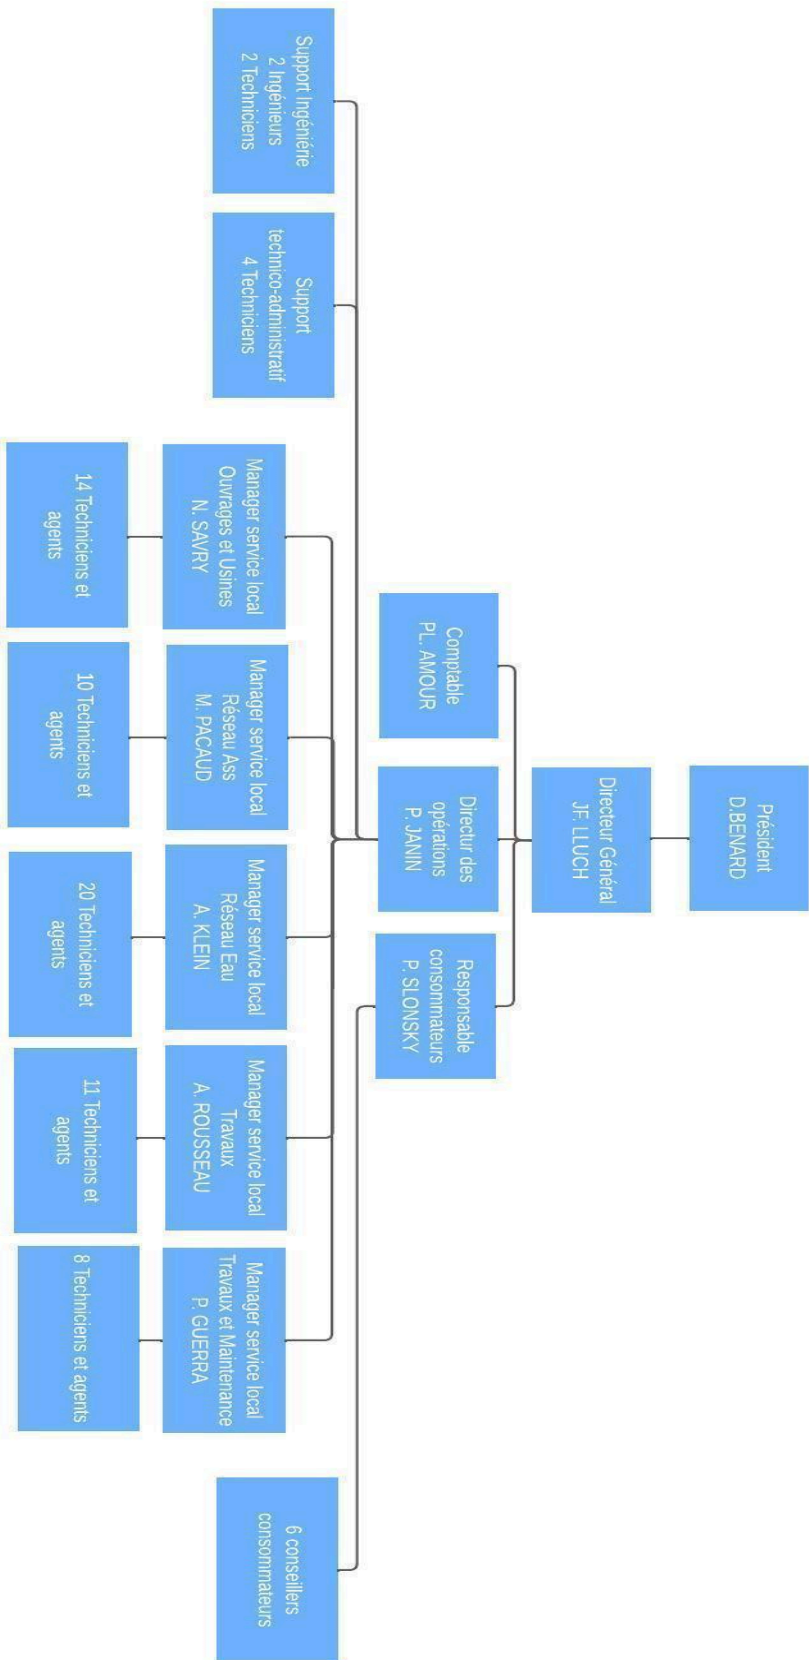 Président
D.BENARD
Directeur Général
JF. LLUCH
Comptable
PL. AMOUR
Directur des
opérations
P. JANIN
Responsable
consommateurs
P. SLONSKY
Support Ingéniérie
2 Ingénieurs
2 Techniciens
Support
technico-administratif
4 Techniciens
Manager service local
Ouvrages et Usines
N. SAVRY
Manager service local
Réseau Ass
M. PACAUD
Manager service local
Réseau Eau
A. KLEIN
Manager service local
Travaux
A. ROUSSEAU
Manager service local
Travaux et Maintenance
P. GUERRA
6 conseillers
consommateurs
14 Techniciens et
agents
10 Techniciens et
agents
20 Techniciens et
agents
11 Techniciens et
agents
8 Techniciens et agents